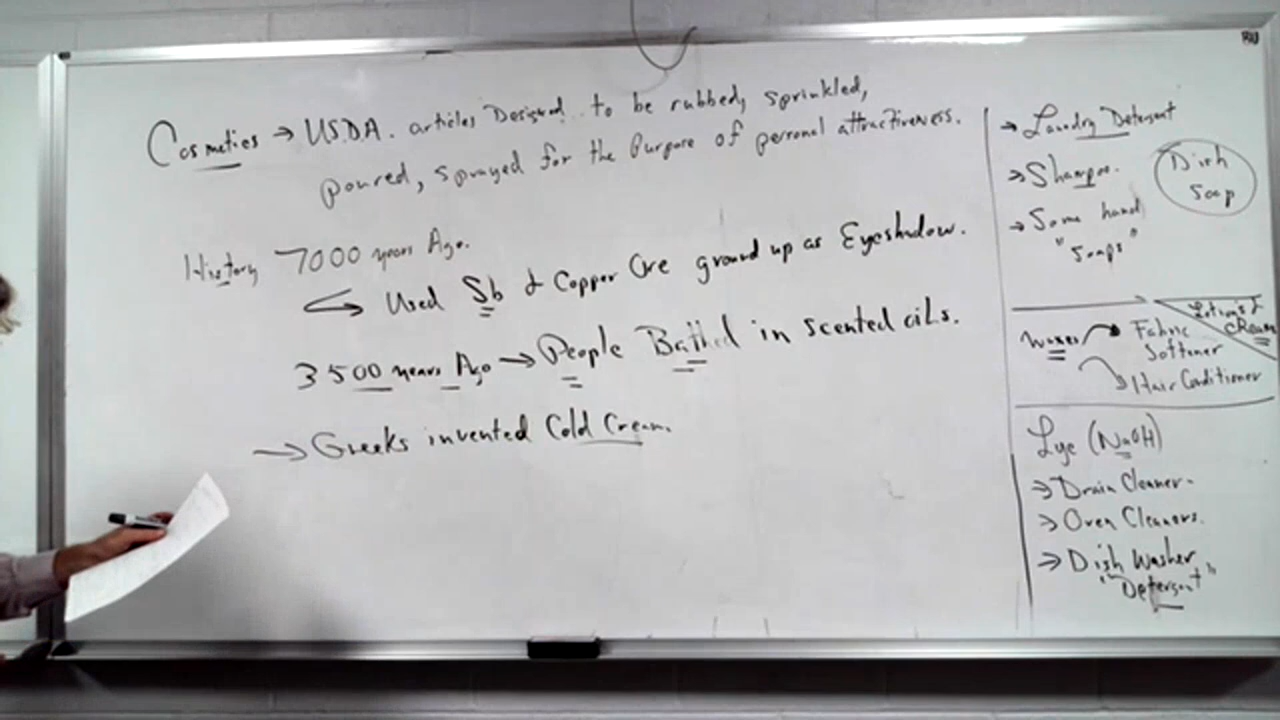 Cosmetics → USDA. articles Designed to be rubbed, sprinkled,
poured, sprayed for the Purpose of personal attractiveness.
History 7000 years Ago.
Used Sb & Copper Ore ground up as Eyeshadow.
3500 years Ago → People Bathed in scented oils.
→ Greeks invented Cold Cream.
RU
→ Laundry Detergent
→ Shampoo.
→ Some hand
"Soaps"
Dish
Soap
Lotion's &
Cream
waxes → Fabric
Softener
→ Hair Conditioner
Lye (NaOH)
→ Drain Cleaner.
→ Oven Cleaners.
→ Dish Washer
"Detergent"